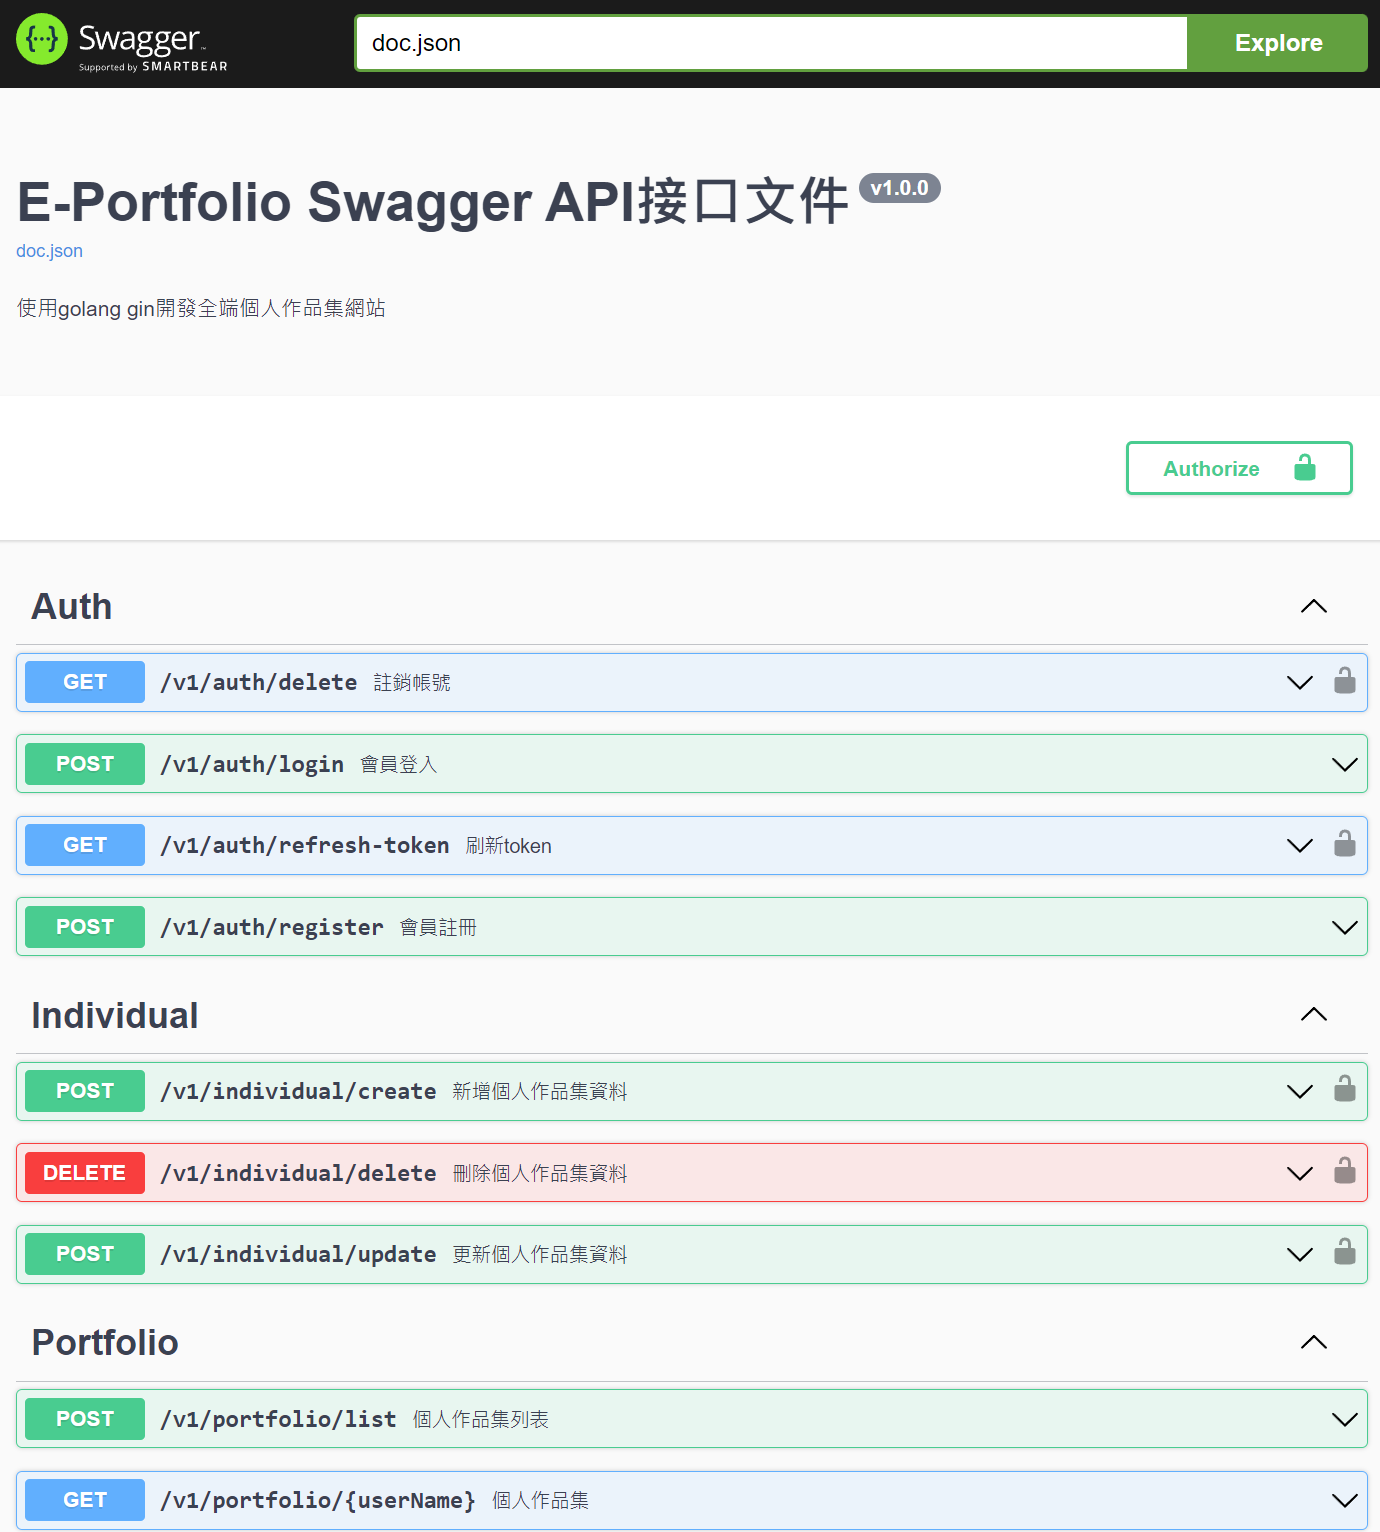 Swagger™
Supported by SMARTBEAR
doc.json
Explore
E-Portfolio Swagger API接口文件 v1.0.0
doc.json
使用golang gin開發全端個人作品集網站
Authorize
Auth
GET /v1/auth/delete 註銷帳號
POST /v1/auth/login 會員登入
GET /v1/auth/refresh-token 刷新token
POST /v1/auth/register 會員註冊
Individual
POST /v1/individual/create 新增個人作品集資料
DELETE /v1/individual/delete 刪除個人作品集資料
POST /v1/individual/update 更新個人作品集資料
Portfolio
POST /v1/portfolio/list 個人作品集列表
GET /v1/portfolio/{userName} 個人作品集